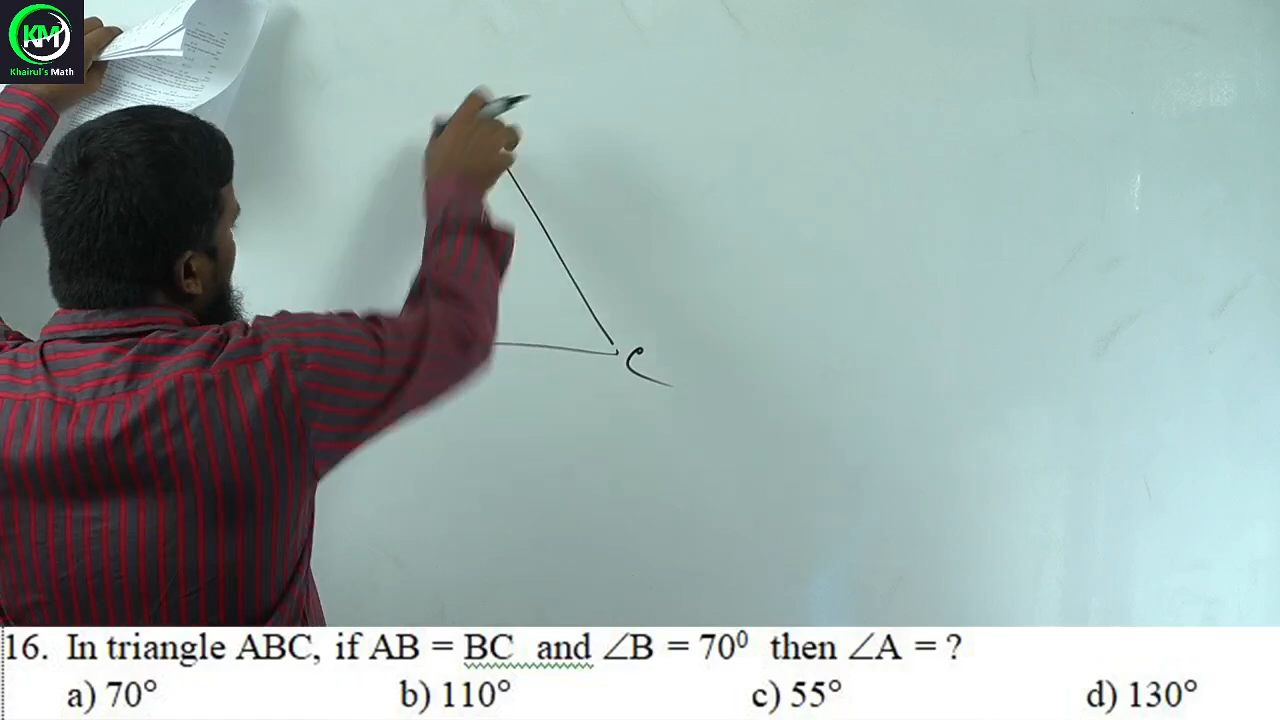 KM
Khairul's Math
C
16. In triangle ABC, if AB = BC and ∠B = 70⁰ then ∠A = ?
a) 70° b) 110° c) 55° d) 130°